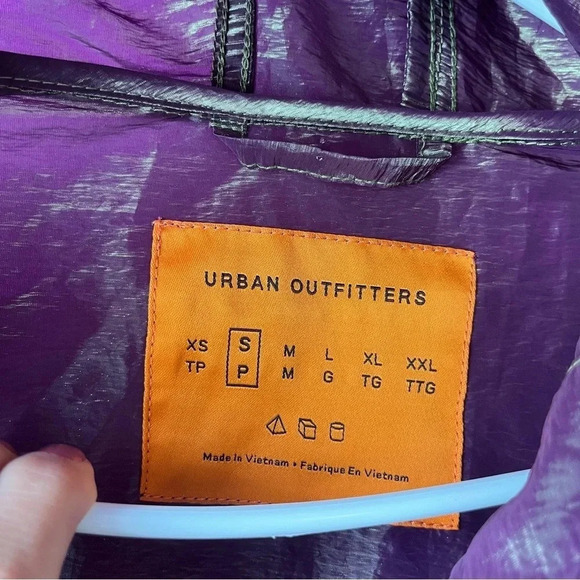 URBAN OUTFITTERS
XS S M L XL XXL
TP P M G TG TTG
Made In Vietnam • Fabrique En Vietnam